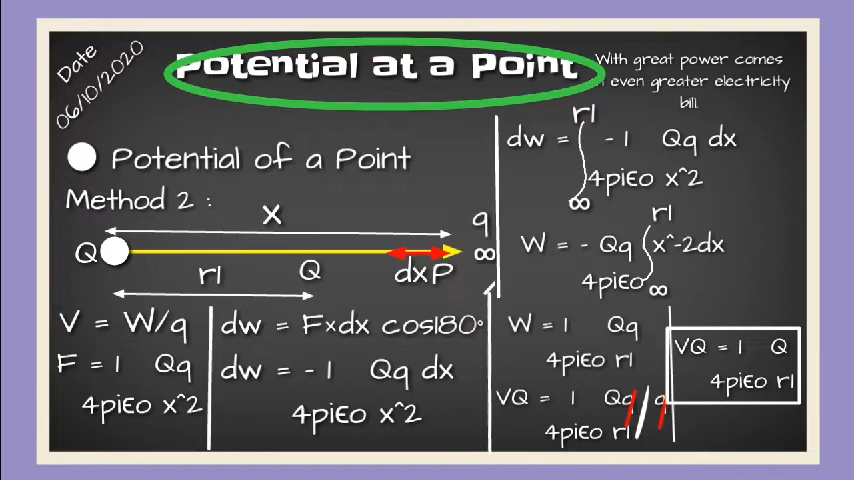 Date
06/10/2020
Potential at a Point
With great power comes
even greater electricity
bill.
Potential of a Point
Method 2 :
X
q
Q
∞
r1
Q
dx P
V = W/q
F = 1 Qq
4piEo x^2
dw = F×dx cos180°
dw = - 1 Qq dx
4piEo x^2
r1
dw = ∫ - 1 Qq dx
4piEo x^2
∞
r1
W = - Qq ∫ x^-2dx
4piEo
∞
W = 1 Qq
4piEo r1
VQ = 1 Qq / q
4piEo r1
VQ = 1 Q
4piEo r1